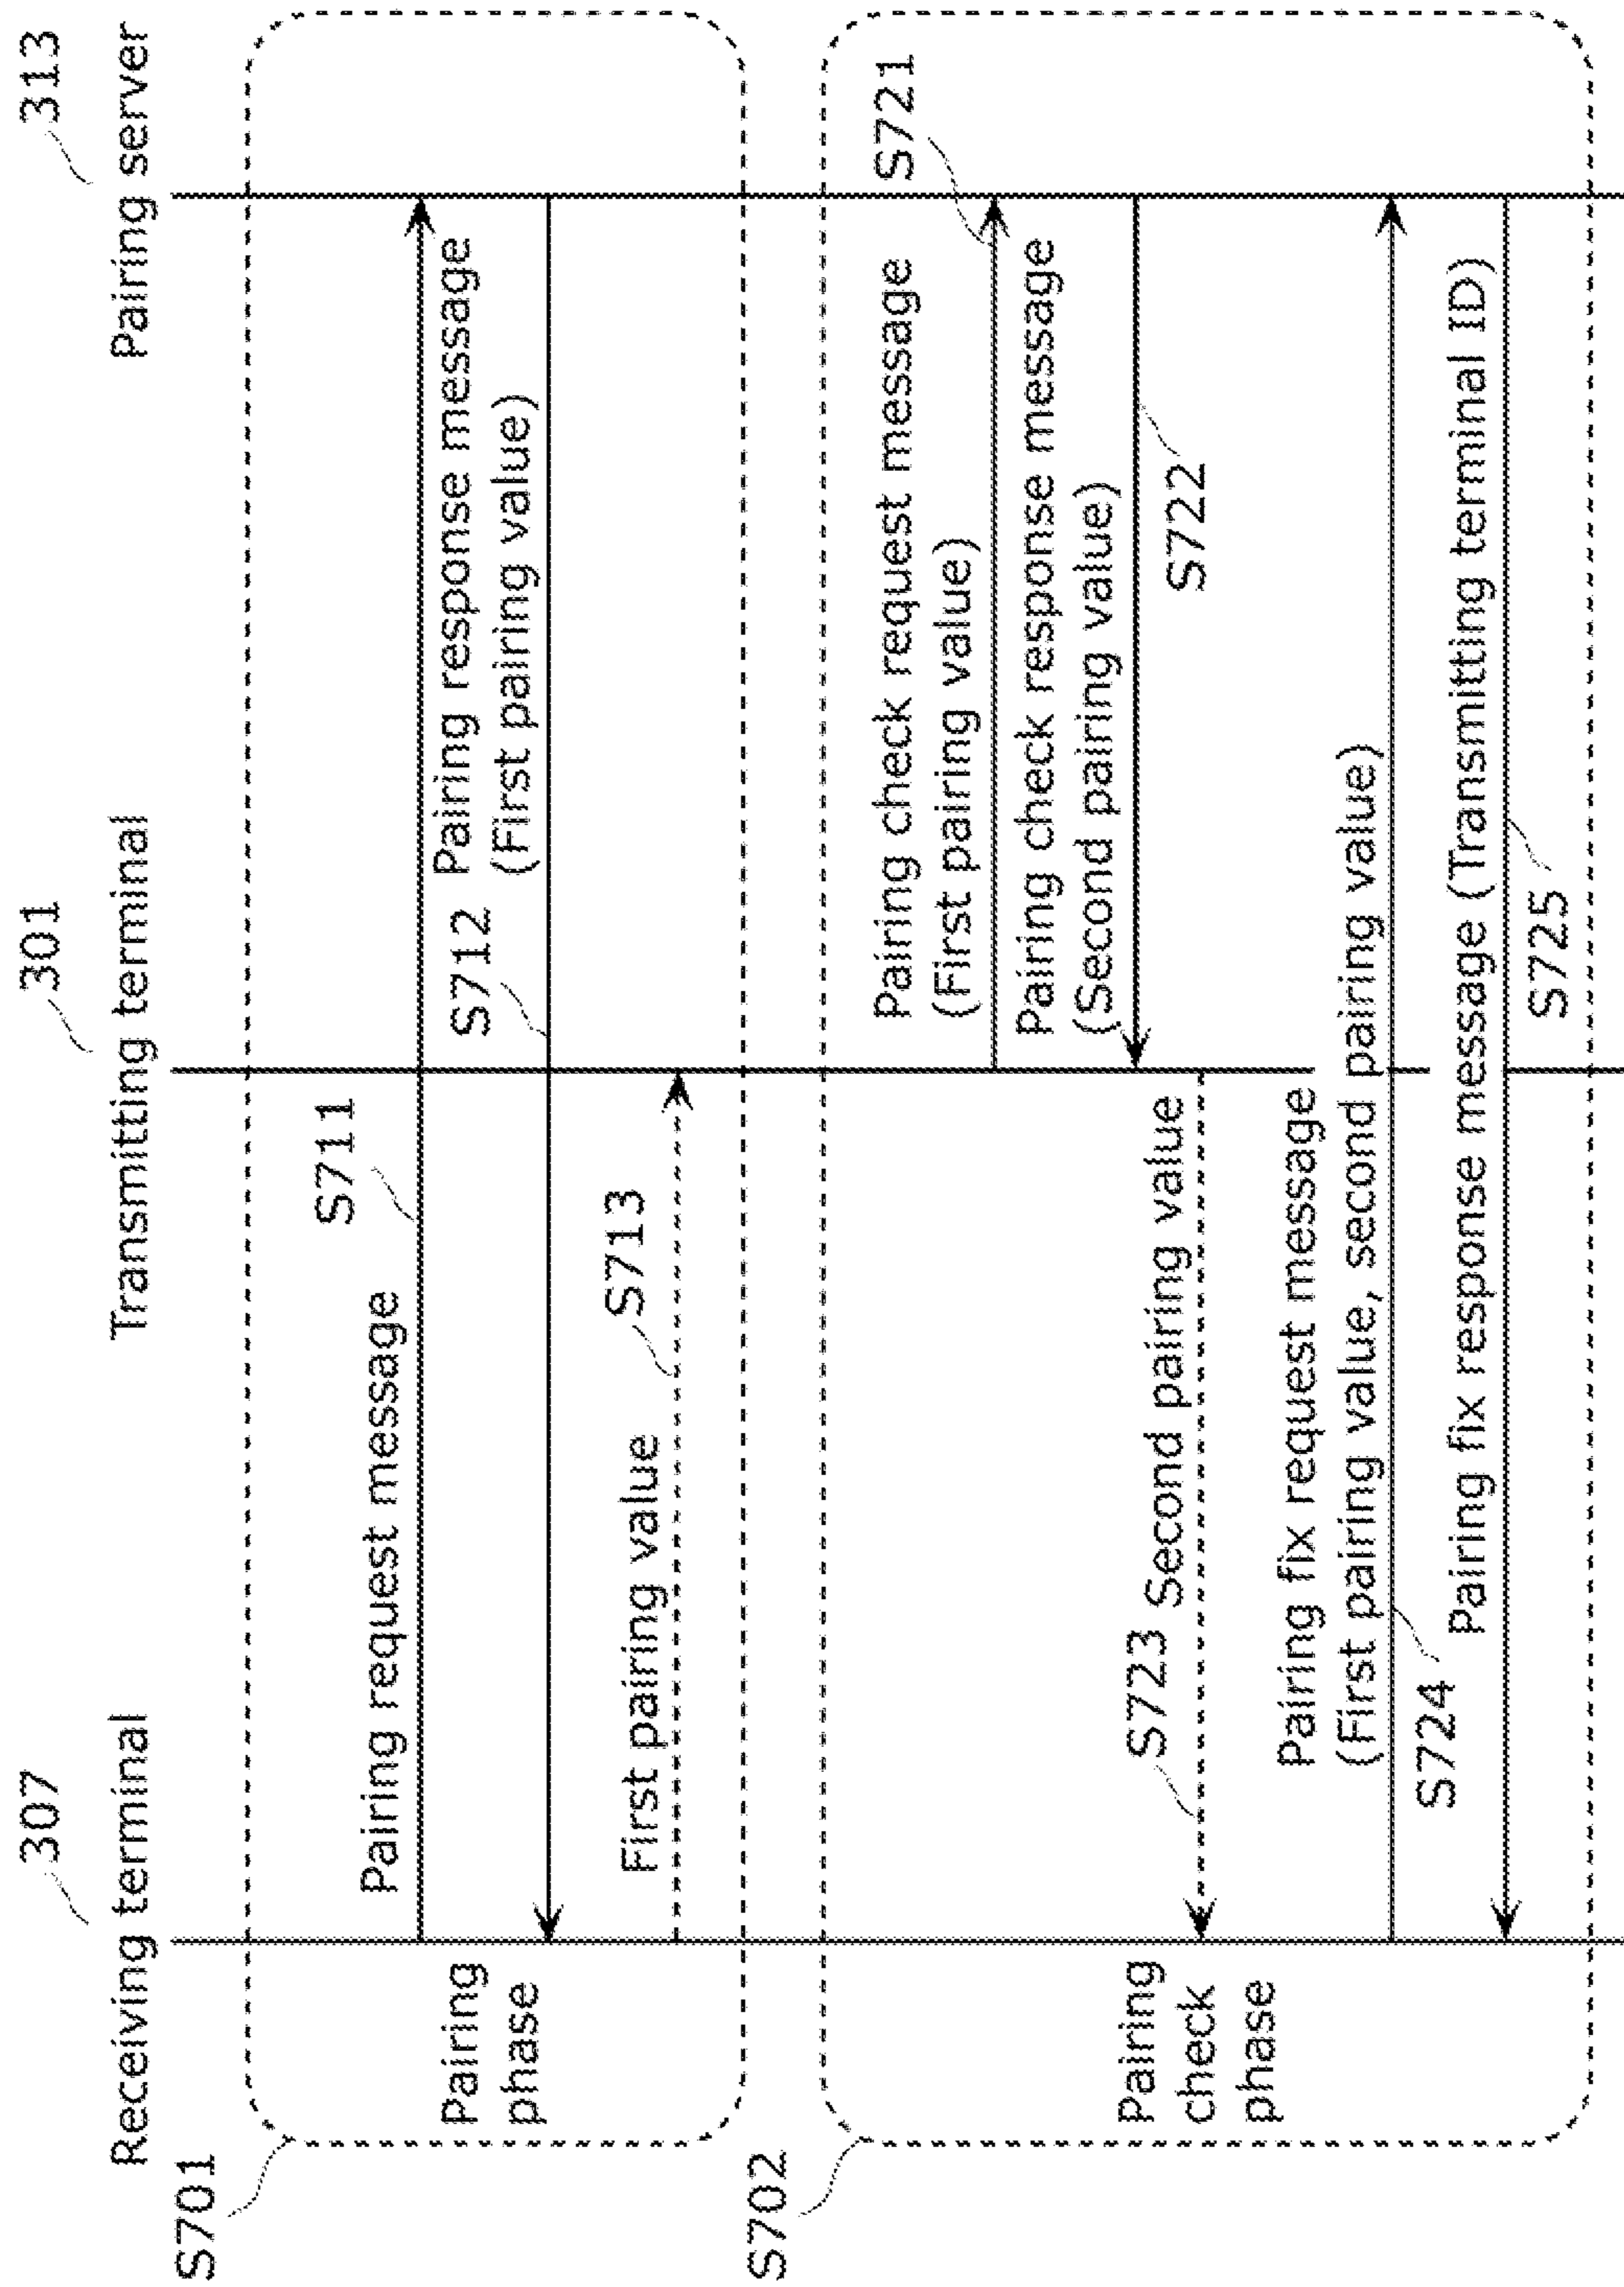 307
Receiving terminal
301
Transmitting terminal
313
Pairing server
S701
Pairing
phase
Pairing request message
S711
S712
Pairing response message
(First pairing value)
First pairing value
S713
S702
Pairing
check
phase
Pairing check request message
(First pairing value)
S721
Pairing check response message
(Second pairing value)
S722
S723
Second pairing value
Pairing fix request message
(First pairing value, second pairing value)
S724
Pairing fix response message (Transmitting terminal ID)
S725